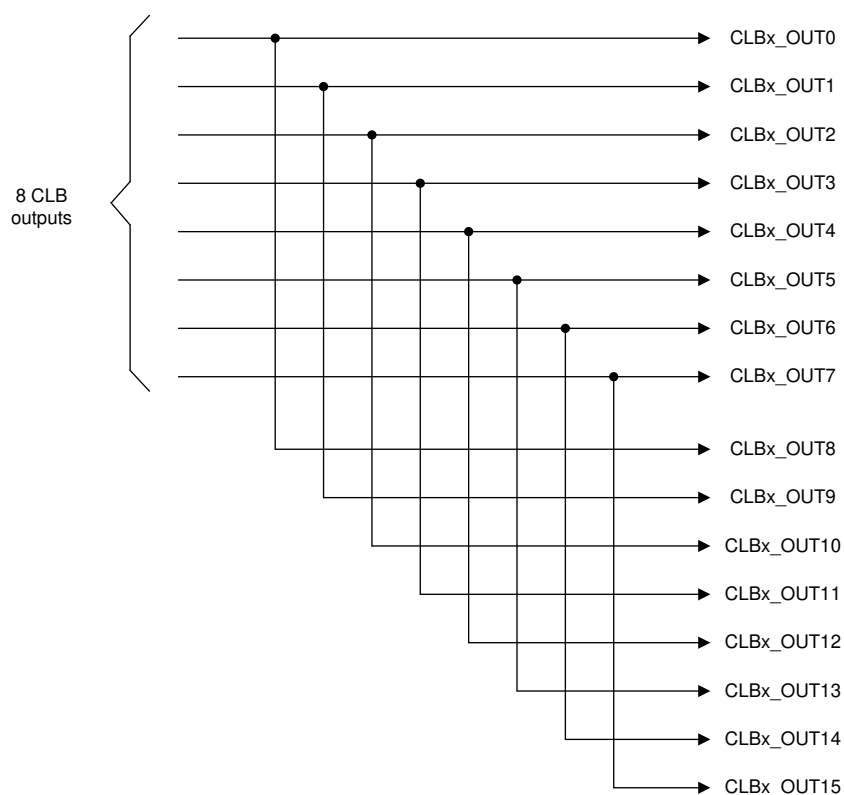 8 CLB
outputs
CLBx_OUT0
CLBx_OUT1
CLBx_OUT2
CLBx_OUT3
CLBx_OUT4
CLBx_OUT5
CLBx_OUT6
CLBx_OUT7
CLBx_OUT8
CLBx_OUT9
CLBx_OUT10
CLBx_OUT11
CLBx_OUT12
CLBx_OUT13
CLBx_OUT14
CLBx_OUT15